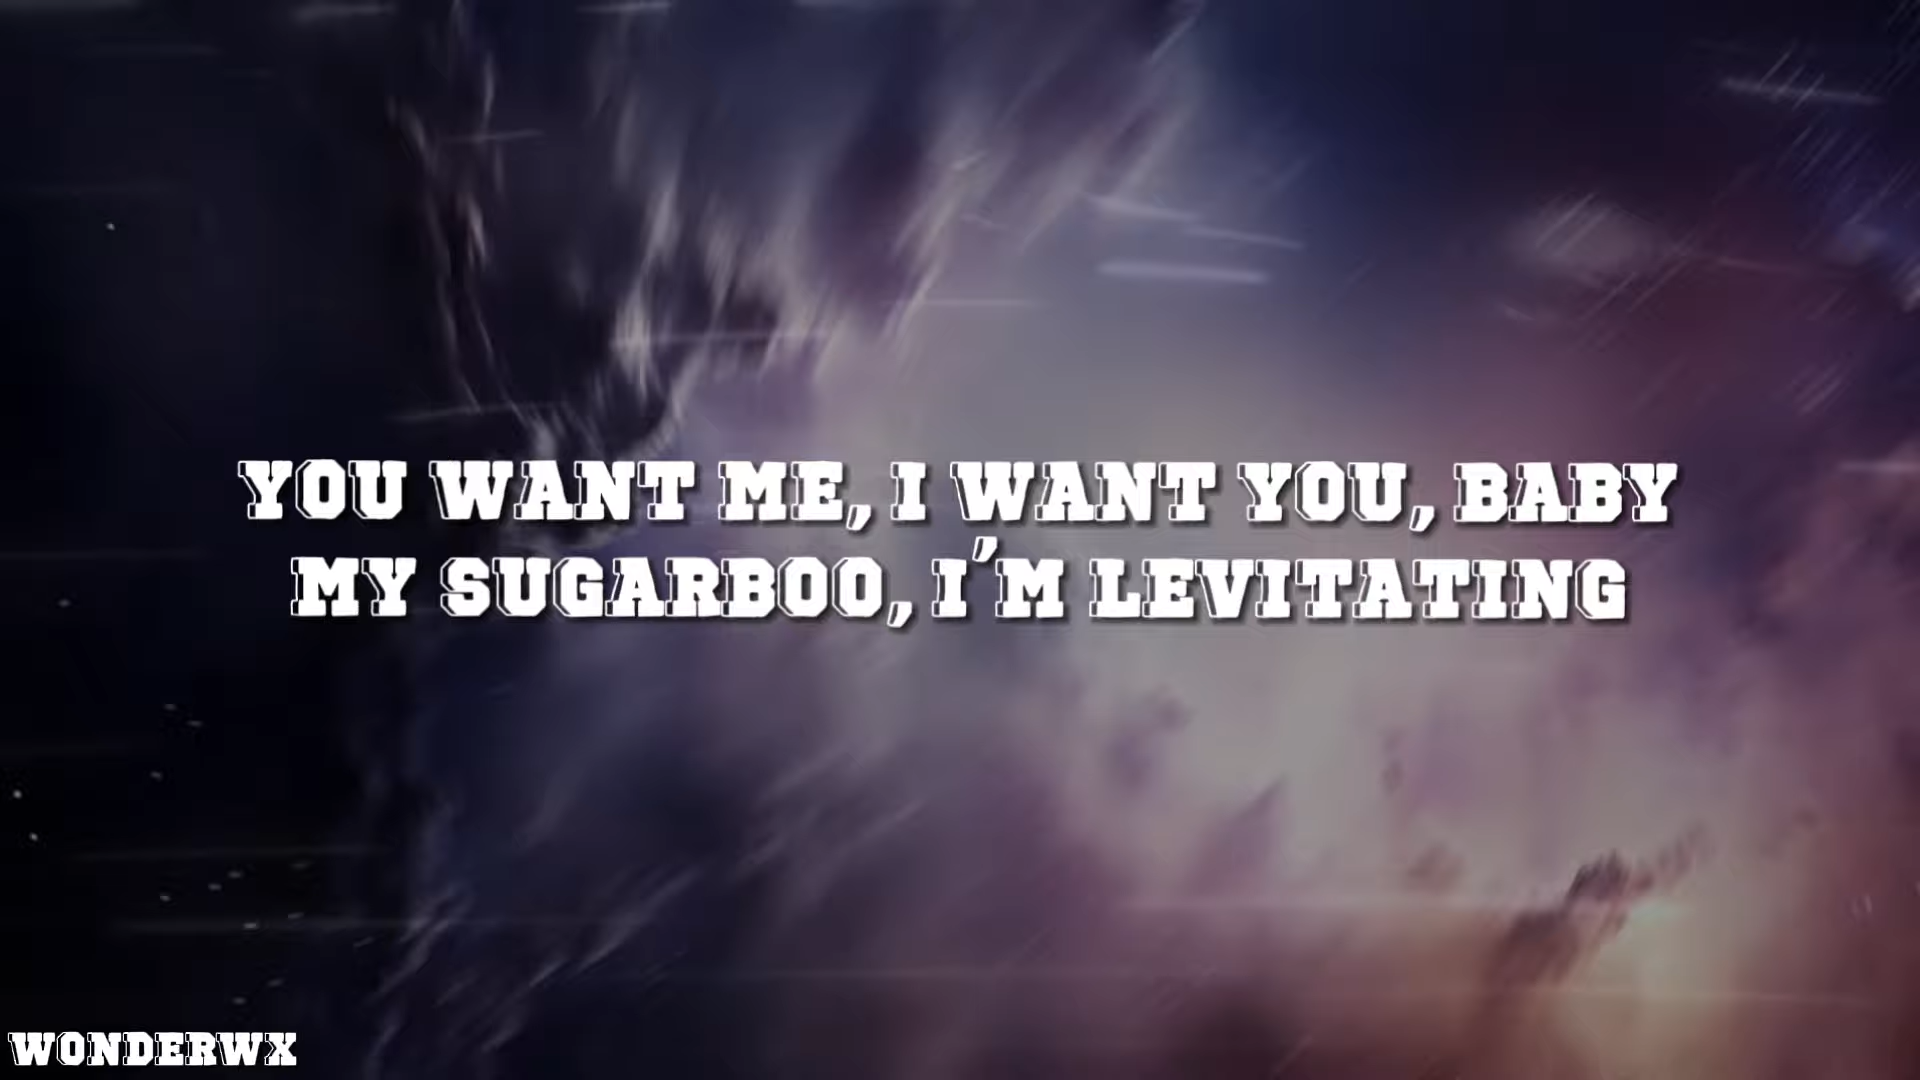 YOU WANT ME, I WANT YOU, BABY
MY SUGARBOO, I'M LEVITATING
WONDERWX